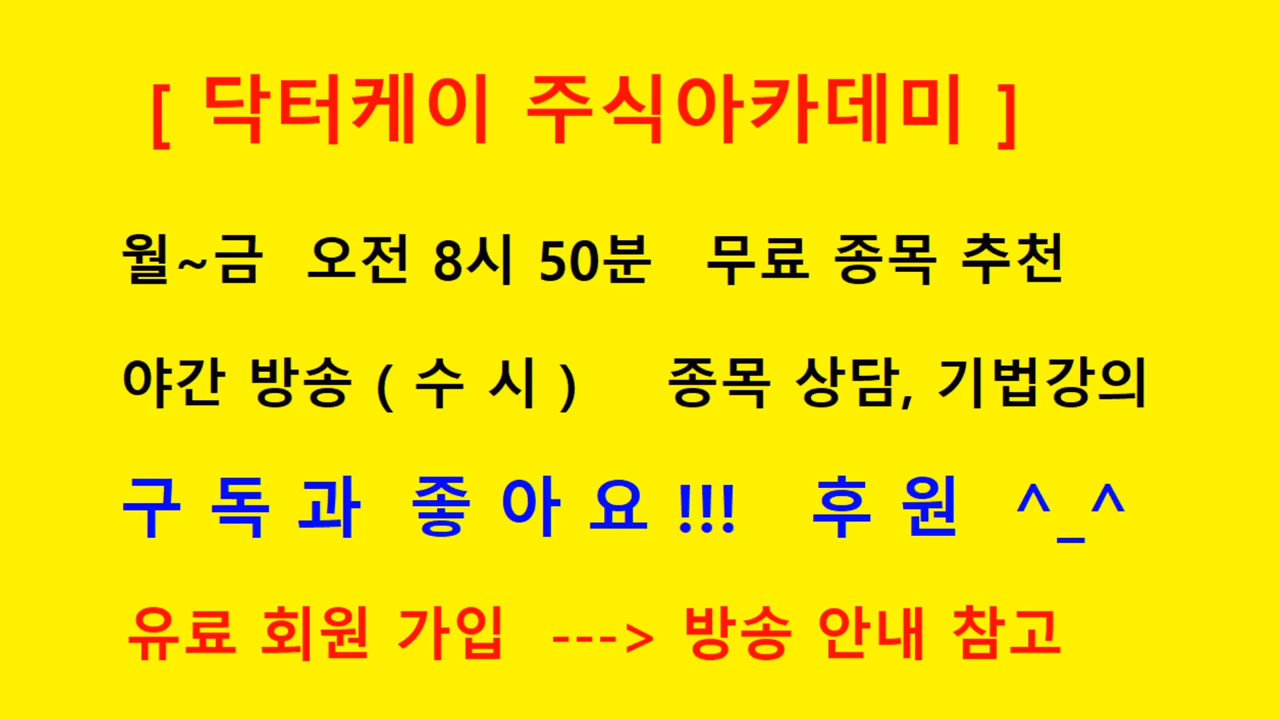 [ 닥터케이 주식아카데미 ]
월~금 오전 8시 50분 무료 종목 추천
야간 방송 ( 수 시 ) 종목 상담, 기법강의
구 독 과 좋 아 요 !!! 후 원 ^_^
유료 회원 가입 ---> 방송 안내 참고